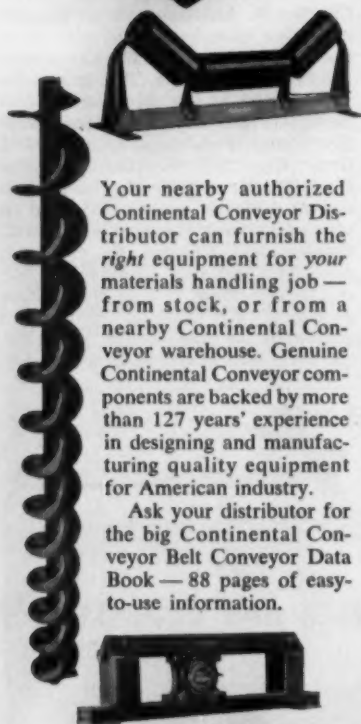 Your nearby authorized
Continental Conveyor Dis-
tributor can furnish the
right equipment for your
materials handling job —
from stock, or from a
nearby Continental Con-
veyor warehouse. Genuine
Continental Conveyor com-
ponents are backed by more
than 127 years' experience
in designing and manufac-
turing quality equipment
for American industry.
Ask your distributor for
the big Continental Con-
veyor Belt Conveyor Data
Book — 88 pages of easy-
to-use information.